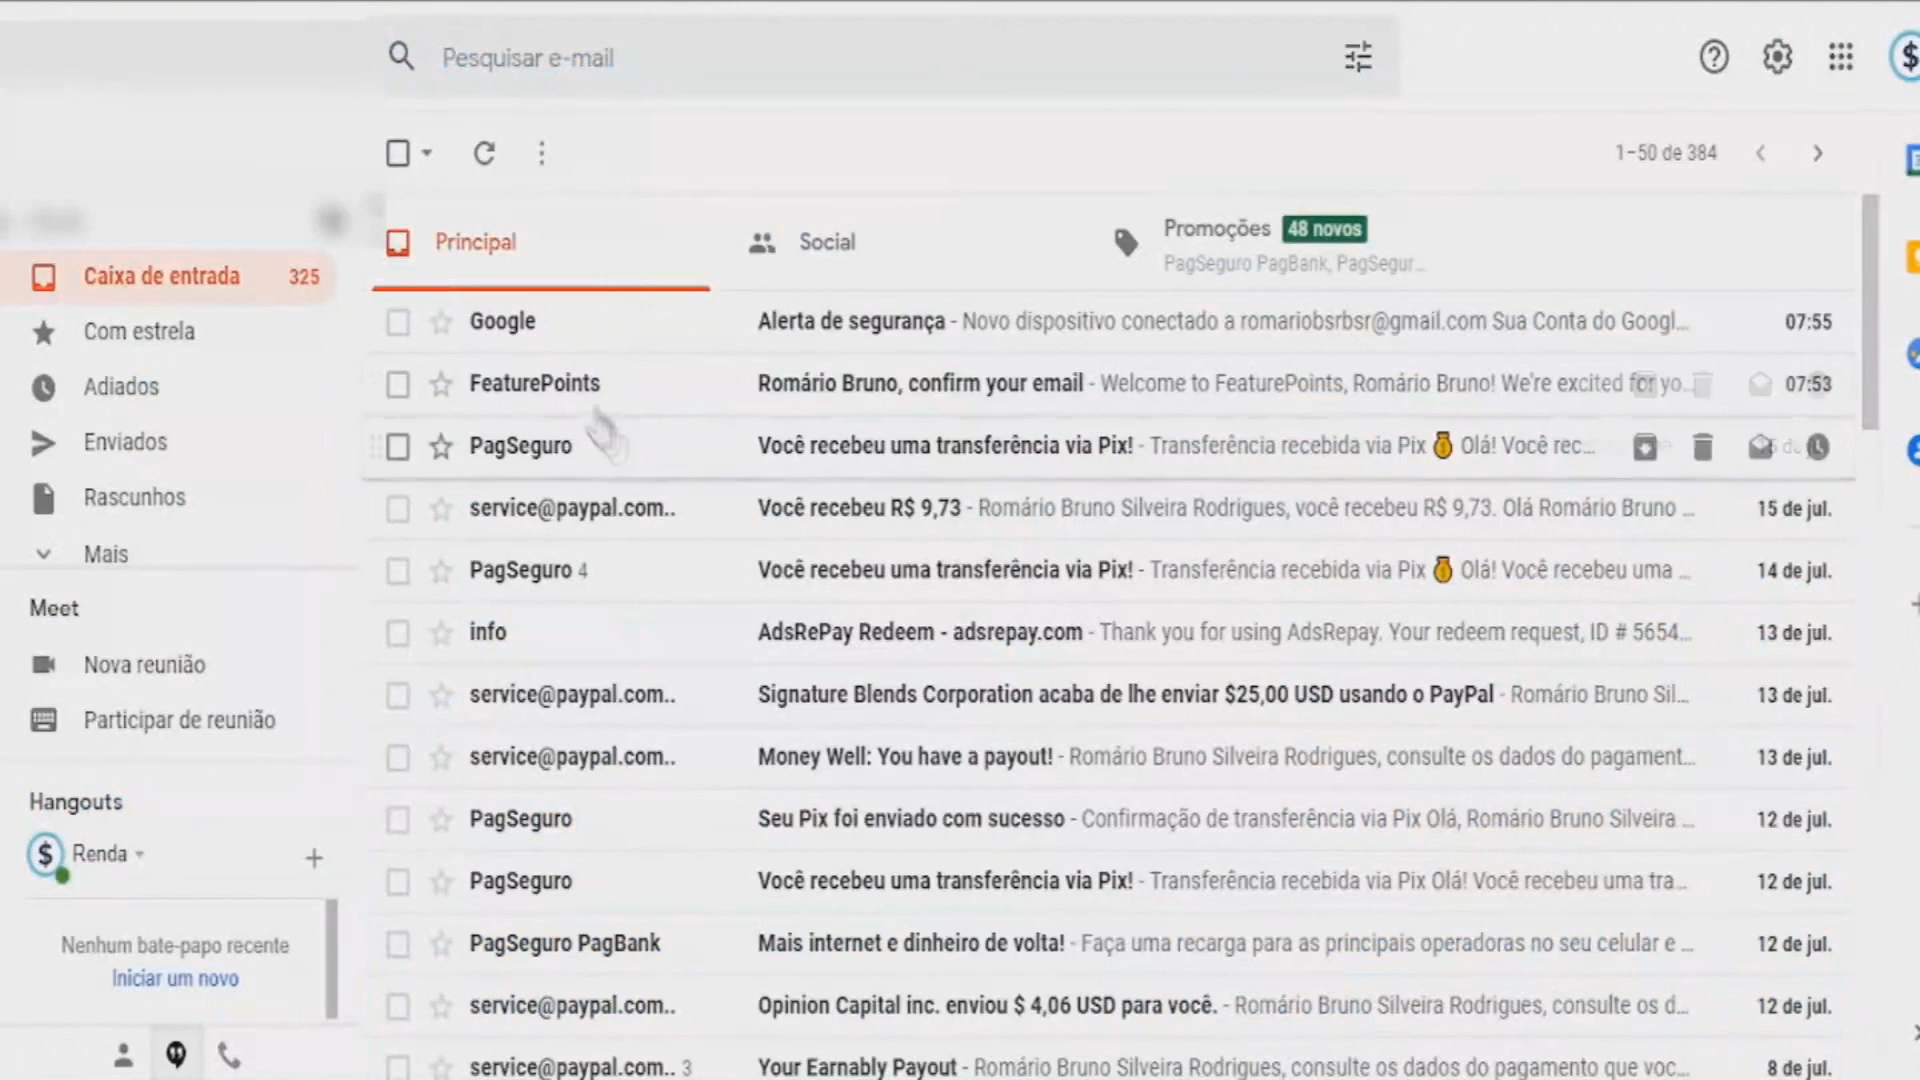 Pesquisar e-mail
1–50 de 384
Principal
Social
Promoções 48 novos
PagSeguro PagBank, PagSegur...
Caixa de entrada 325
Com estrela
Adiados
Enviados
Rascunhos
Mais
Meet
Nova reunião
Participar de reunião
Hangouts
$ Renda
Nenhum bate-papo recente
Iniciar um novo
Google Alerta de segurança - Novo dispositivo conectado a romariobsrbsr@gmail.com Sua Conta do Googl... 07:55
FeaturePoints Romário Bruno, confirm your email - Welcome to FeaturePoints, Romário Bruno! We're excited for yo... 07:53
PagSeguro Você recebeu uma transferência via Pix! - Transferência recebida via Pix 💰 Olá! Você rec...
service@paypal.com.. Você recebeu R$ 9,73 - Romário Bruno Silveira Rodrigues, você recebeu R$ 9,73. Olá Romário Bruno ... 15 de jul.
PagSeguro 4 Você recebeu uma transferência via Pix! - Transferência recebida via Pix 💰 Olá! Você recebeu uma ... 14 de jul.
info AdsRePay Redeem - adsrepay.com - Thank you for using AdsRepay. Your redeem request, ID # 5654... 13 de jul.
service@paypal.com.. Signature Blends Corporation acaba de lhe enviar $25,00 USD usando o PayPal - Romário Bruno Sil... 13 de jul.
service@paypal.com.. Money Well: You have a payout! - Romário Bruno Silveira Rodrigues, consulte os dados do pagament... 13 de jul.
PagSeguro Seu Pix foi enviado com sucesso - Confirmação de transferência via Pix Olá, Romário Bruno Silveira ... 12 de jul.
PagSeguro Você recebeu uma transferência via Pix! - Transferência recebida via Pix Olá! Você recebeu uma tra... 12 de jul.
PagSeguro PagBank Mais internet e dinheiro de volta! - Faça uma recarga para as principais operadoras no seu celular e ... 12 de jul.
service@paypal.com.. Opinion Capital inc. enviou $ 4,06 USD para você. - Romário Bruno Silveira Rodrigues, consulte os d... 12 de jul.
service@paypal.com.. 3 Your Earnably Payout - Romário Bruno Silveira Rodrigues, consulte os dados do pagamento que voc... 8 de jul.